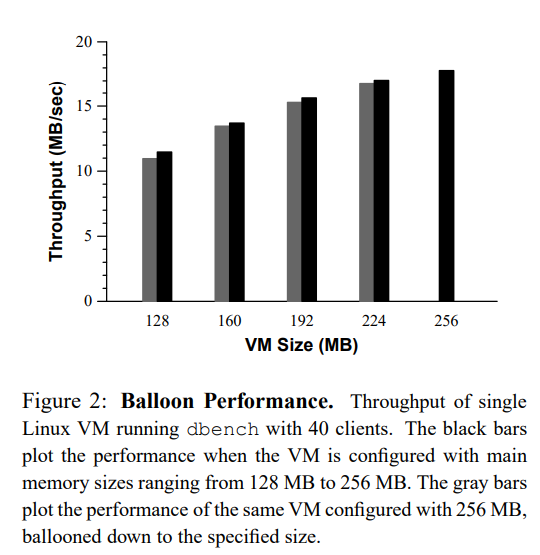 20
15
10
5
0
Throughput (MB/sec)
128 160 192 224 256
VM Size (MB)
Figure 2: Balloon Performance. Throughput of single
Linux VM running dbench with 40 clients. The black bars
plot the performance when the VM is configured with main
memory sizes ranging from 128 MB to 256 MB. The gray bars
plot the performance of the same VM configured with 256 MB,
ballooned down to the specified size.